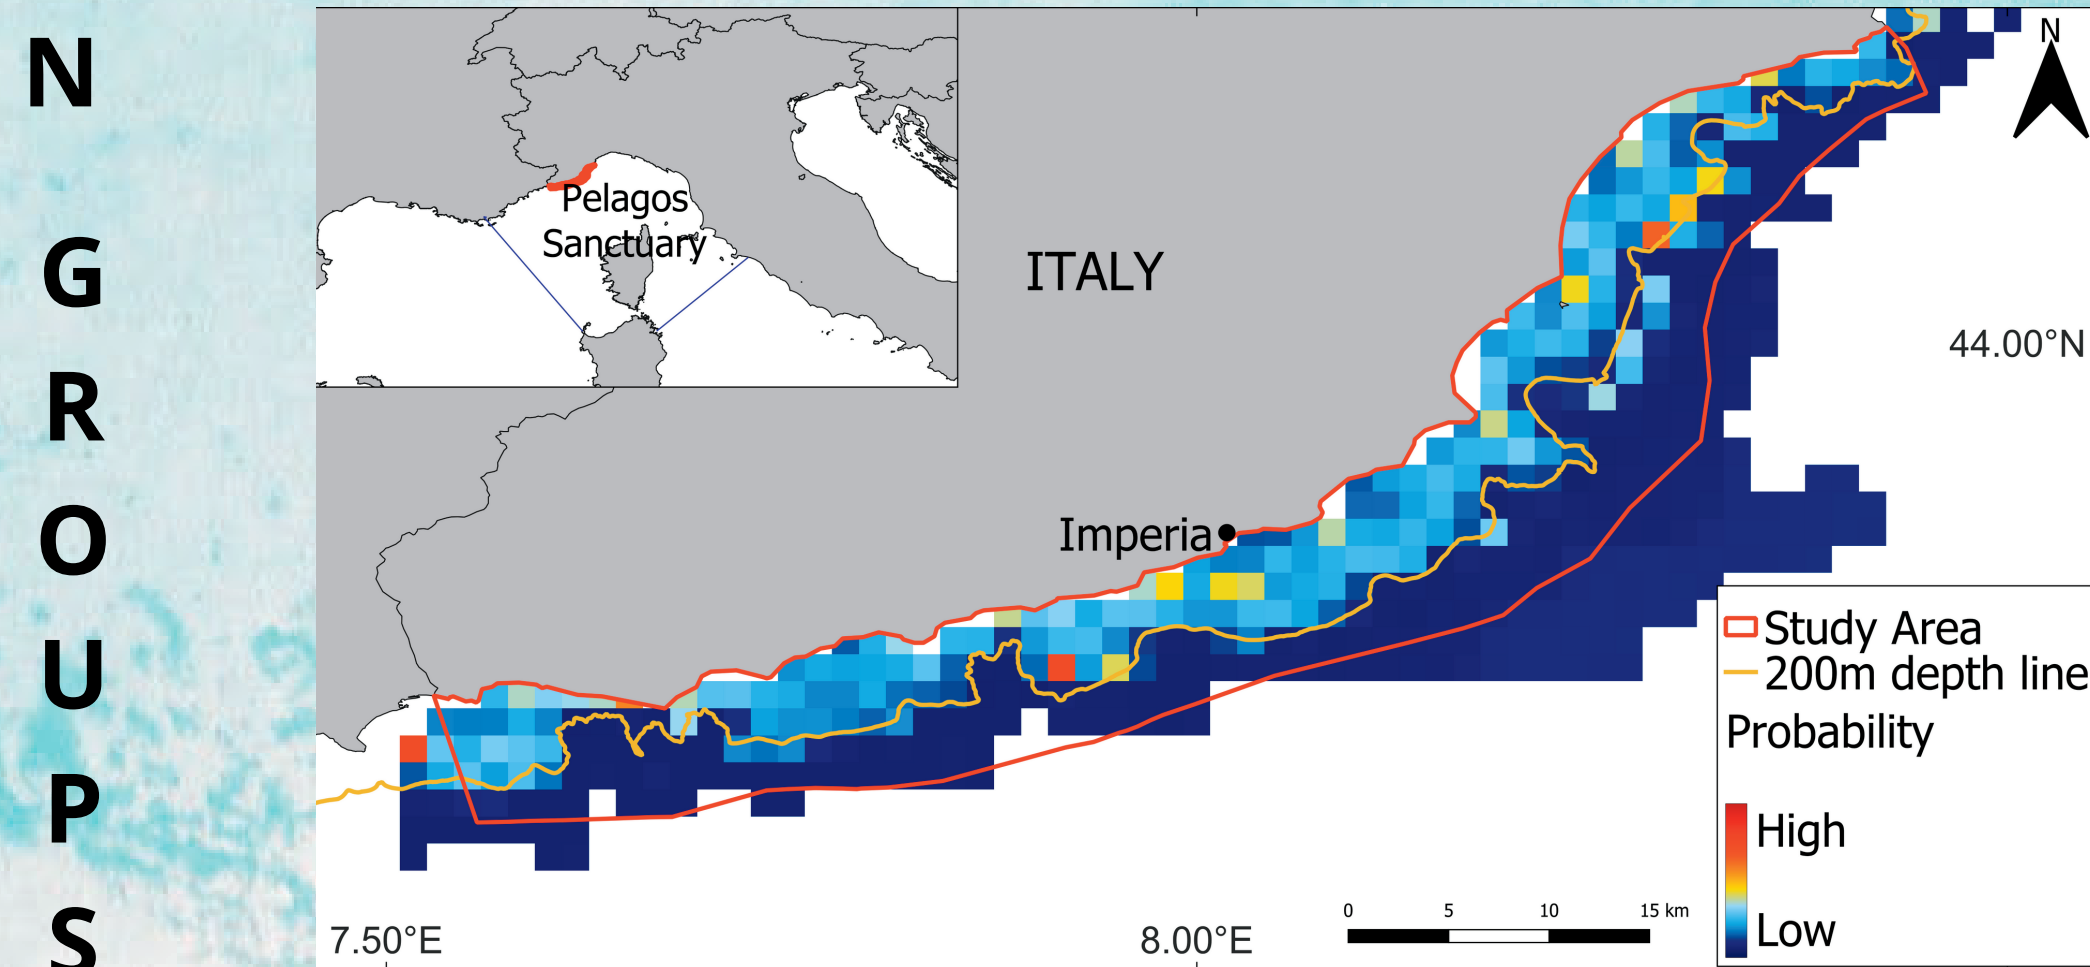 N
G
R
O
U
P
S
Pelagos
Sanctuary
ITALY
N
44.00°N
Imperia
Study Area
200m depth line
Probability
High
Low
0 5 10 15 km
7.50°E 8.00°E